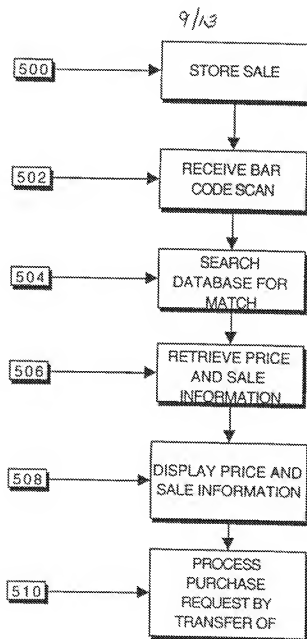 9/13
500
STORE SALE
502
RECEIVE BAR
CODE SCAN
504
SEARCH
DATABASE FOR
MATCH
506
RETRIEVE PRICE
AND SALE
INFORMATION
508
DISPLAY PRICE AND
SALE INFORMATION
510
PROCESS
PURCHASE
REQUEST BY
TRANSFER OF